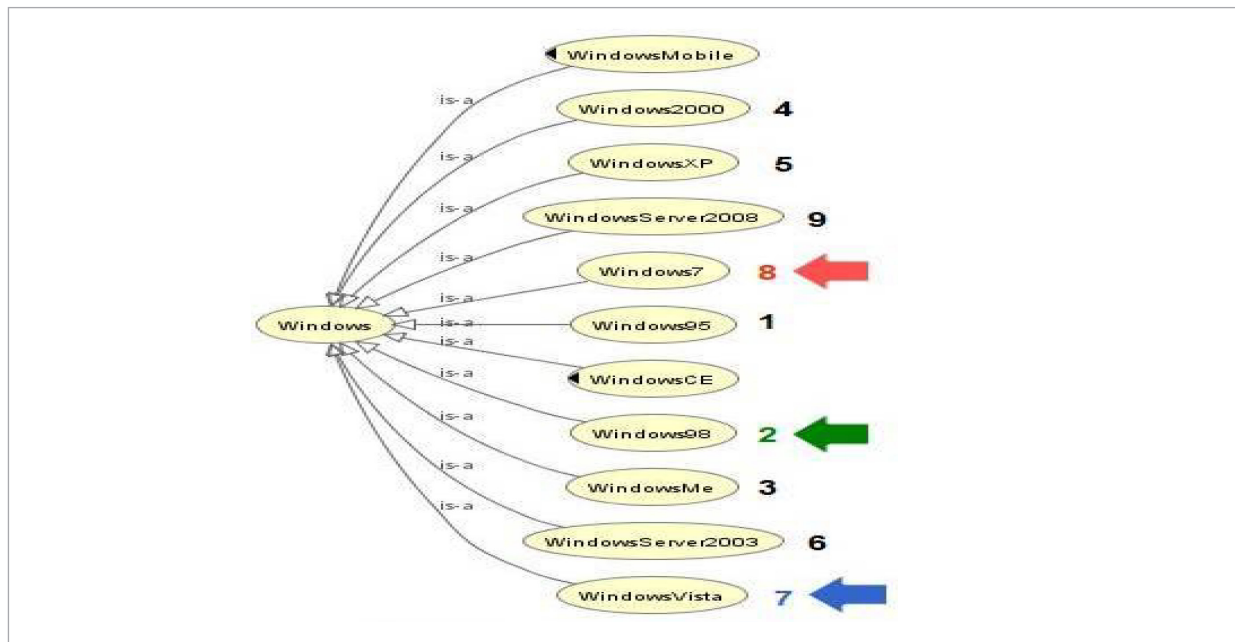 WindowsMobile
is-a
Windows2000 4
is-a
WindowsXP 5
is-a
WindowsServer2008 9
is-a
Windows7 8
is-a
Windows
is-a
Windows95 1
is-a
WindowsCE
is-a
Windows98 2
is-a
WindowsMe 3
is-a
WindowsServer2003 6
is-a
WindowsVista 7